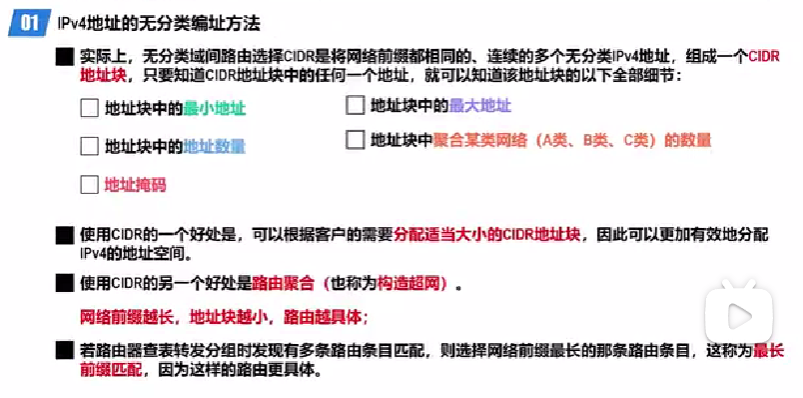 01 IPv4地址的无分类编址方法
实际上，无分类域间路由选择CIDR是将网络前缀都相同的、连续的多个无分类IPv4地址，组成一个CIDR
地址块，只要知道CIDR地址块中的任何一个地址，就可以知道该地址块的以下全部细节：
地址块中的最小地址 地址块中的最大地址
地址块中的地址数量 地址块中聚合某类网络（A类、B类、C类）的数量
地址掩码
使用CIDR的一个好处是，可以根据客户的需要分配适当大小的CIDR地址块，因此可以更加有效地分配
IPv4的地址空间。
使用CIDR的另一个好处是路由聚合（也称为构造超网）。
网络前缀越长，地址块越小，路由越具体；
若路由器查表转发分组时发现有多条路由条目匹配，则选择网络前缀最长的那条路由条目，这称为最长
前缀匹配，因为这样的路由更具体。